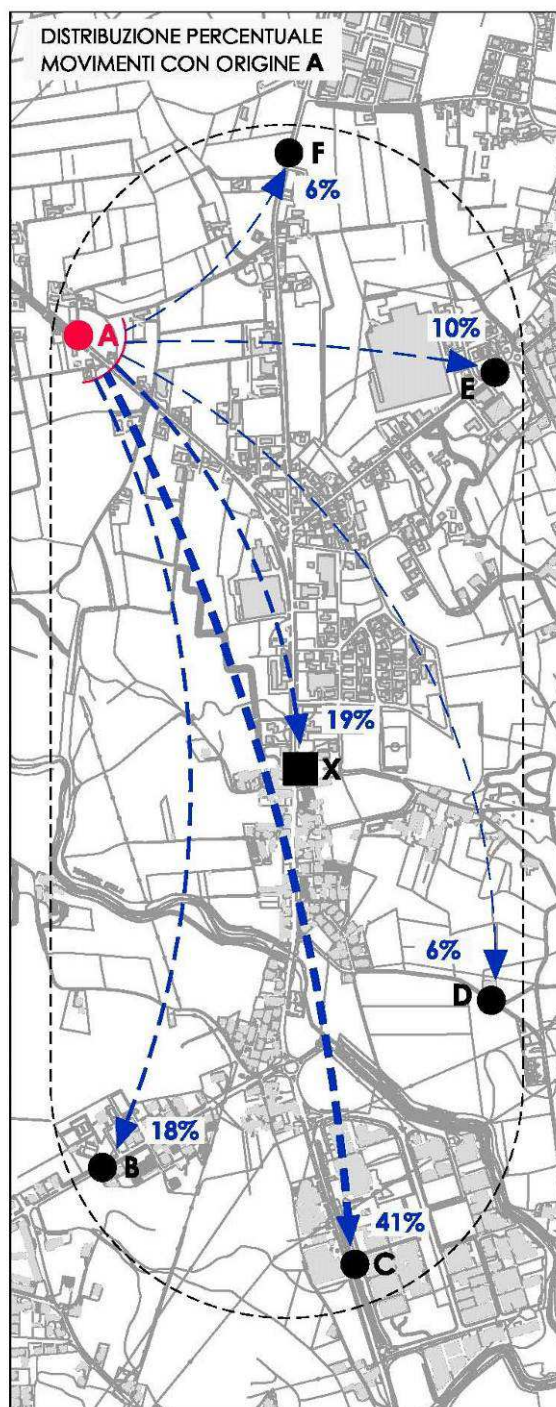 DISTRIBUZIONE PERCENTUALE
MOVIMENTI CON ORIGINE A
F
6%
A
10%
E
19%
X
6%
D
18%
B
41%
C